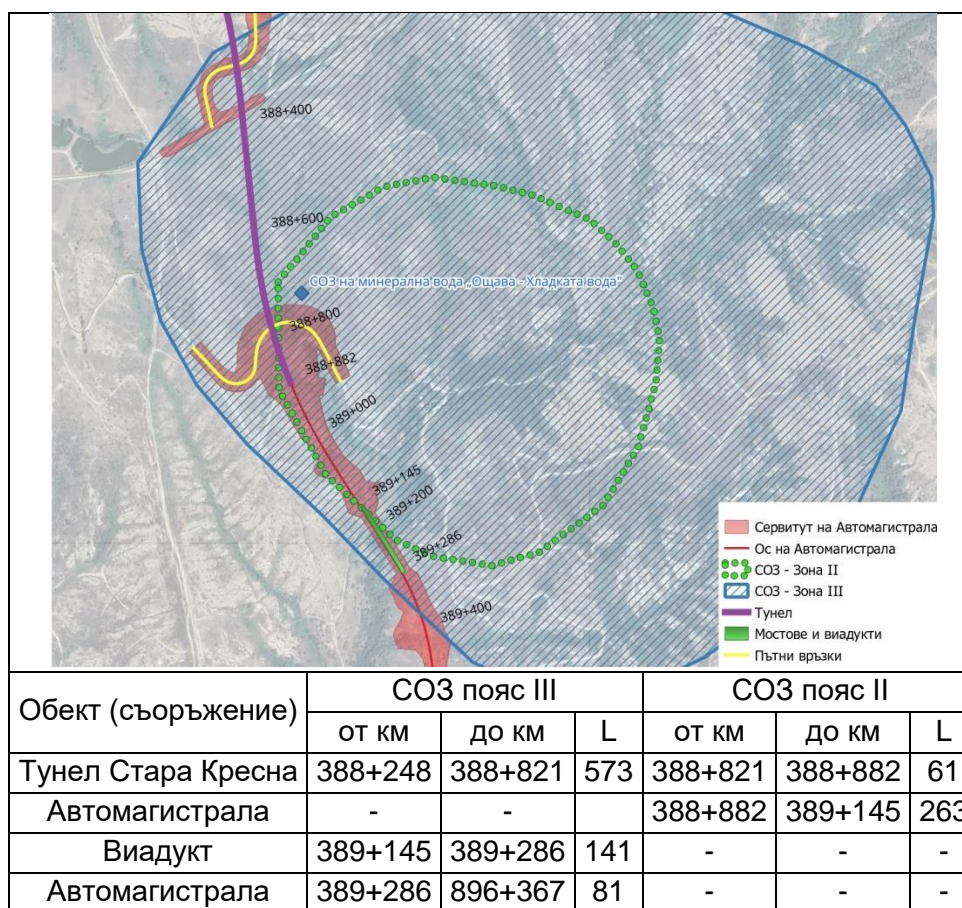 388+400
388+600
СОЗ на минерална вода „Ощава - Хладката вода"
388+800
388+882
389+000
389+145
389+200
389+286
389+400
Сервитут на Автомагистрала
Ос на Автомагистрала
СОЗ - Зона II
СОЗ - Зона III
Тунел
Мостове и виадукти
Пътни връзки
Обект (съоръжение) СОЗ пояс III СОЗ пояс II
от км до км L от км до км L
Тунел Стара Кресна 388+248 388+821 573 388+821 388+882 61
Автомагистрала - - 388+882 389+145 263
Виадукт 389+145 389+286 141 - - -
Автомагистрала 389+286 896+367 81 - - -